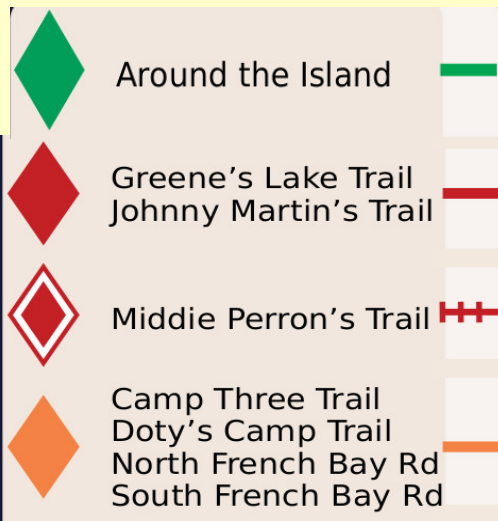 Around the Island
Greene’s Lake Trail
Johnny Martin’s Trail
Middie Perron’s Trail
Camp Three Trail
Doty’s Camp Trail
North French Bay Rd
South French Bay Rd